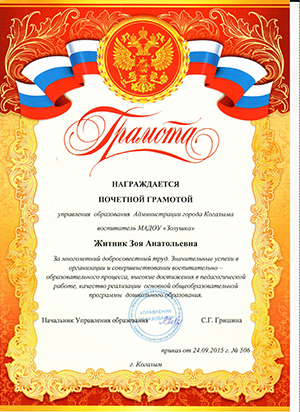 Грамота
НАГРАЖДАЕТСЯ
ПОЧЕТНОЙ ГРАМОТОЙ
управления образования Администрации города Когалыма
воспитатель МАДОУ «Золушка»
Житник Зоя Анатольевна
За многолетний добросовестный труд. Значительные успехи в
организации и совершенствовании воспитательно –
образовательного процесса, высокие достижения в педагогической
работе, качество реализации основной общеобразовательной
программы дошкольного образования.
Начальник Управления образования С.Г. Гришина
УПРАВЛЕНИЕ
ОБРАЗОВАНИЯ
приказ от 24.09.2015 г. № 506
г. Когалым